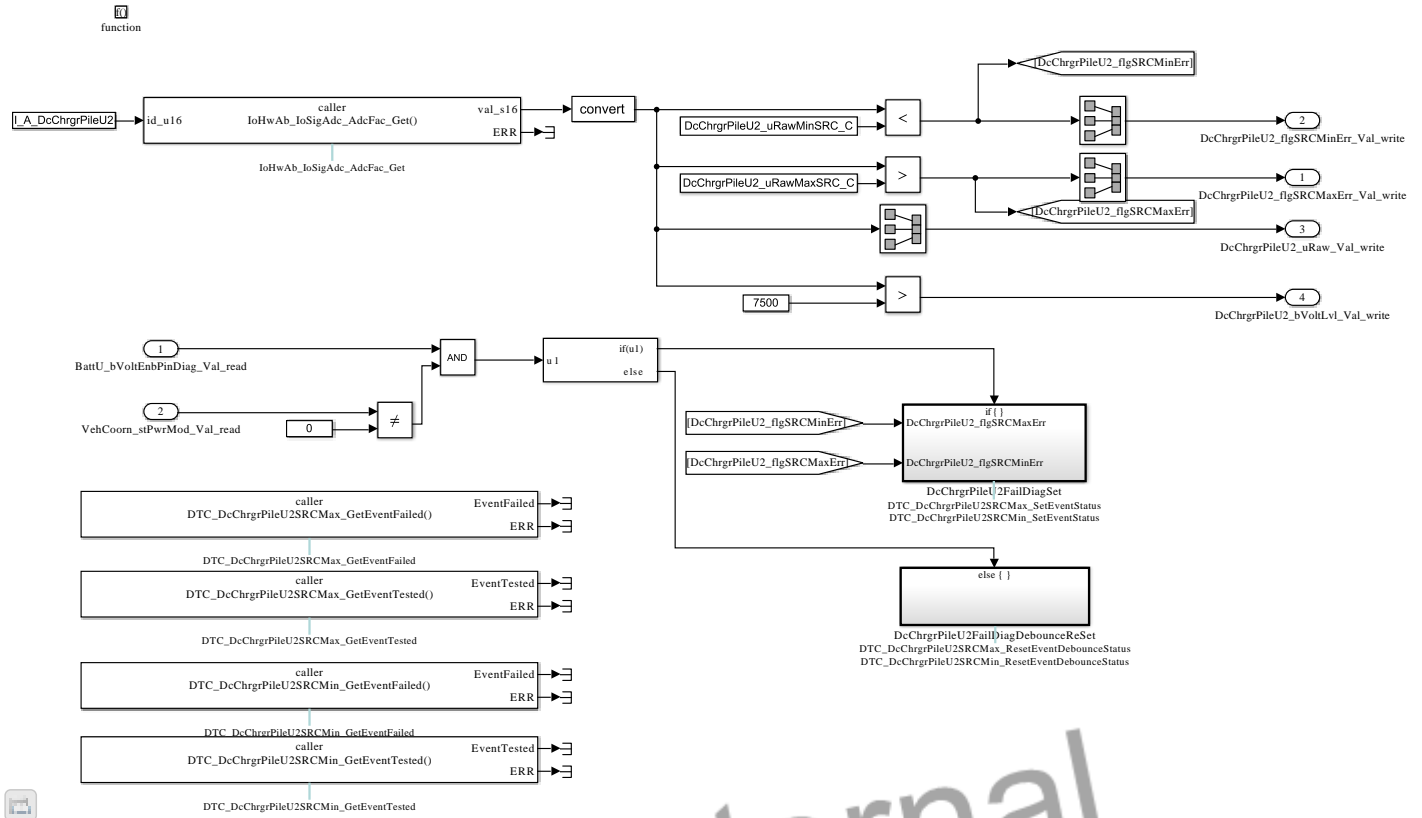 f()
function
[DcChrgrPileU2_flgSRCMinErr]
I_A_DcChrgrPileU2
id_u16
caller
IoHwAb_IoSigAdc_AdcFac_Get()
val_s16
ERR
IoHwAb_IoSigAdc_AdcFac_Get
convert
DcChrgrPileU2_uRawMinSRC_C
<
2
DcChrgrPileU2_flgSRCMinErr_Val_write
DcChrgrPileU2_uRawMaxSRC_C
>
1
DcChrgrPileU2_flgSRCMaxErr_Val_write
[DcChrgrPileU2_flgSRCMaxErr]
3
DcChrgrPileU2_uRaw_Val_write
7500
>
4
DcChrgrPileU2_bVoltLvl_Val_write
1
BattU_bVoltEnbPinDiag_Val_read
AND
u1
if(u1)
else
2
VehCoorn_stPwrMod_Val_read
0
≠
[DcChrgrPileU2_flgSRCMinErr]
[DcChrgrPileU2_flgSRCMaxErr]
if { }
DcChrgrPileU2_flgSRCMaxErr
DcChrgrPileU2_flgSRCMinErr
DcChrgrPileU2FailDiagSet
DTC_DcChrgrPileU2SRCMax_SetEventStatus
DTC_DcChrgrPileU2SRCMin_SetEventStatus
caller
DTC_DcChrgrPileU2SRCMax_GetEventFailed()
EventFailed
ERR
DTC_DcChrgrPileU2SRCMax_GetEventFailed
caller
DTC_DcChrgrPileU2SRCMax_GetEventTested()
EventTested
ERR
DTC_DcChrgrPileU2SRCMax_GetEventTested
else { }
DcChrgrPileU2FailDiagDebounceReSet
DTC_DcChrgrPileU2SRCMax_ResetEventDebounceStatus
DTC_DcChrgrPileU2SRCMin_ResetEventDebounceStatus
caller
DTC_DcChrgrPileU2SRCMin_GetEventFailed()
EventFailed
ERR
DTC_DcChrgrPileU2SRCMin_GetEventFailed
caller
DTC_DcChrgrPileU2SRCMin_GetEventTested()
EventTested
ERR
DTC_DcChrgrPileU2SRCMin_GetEventTested